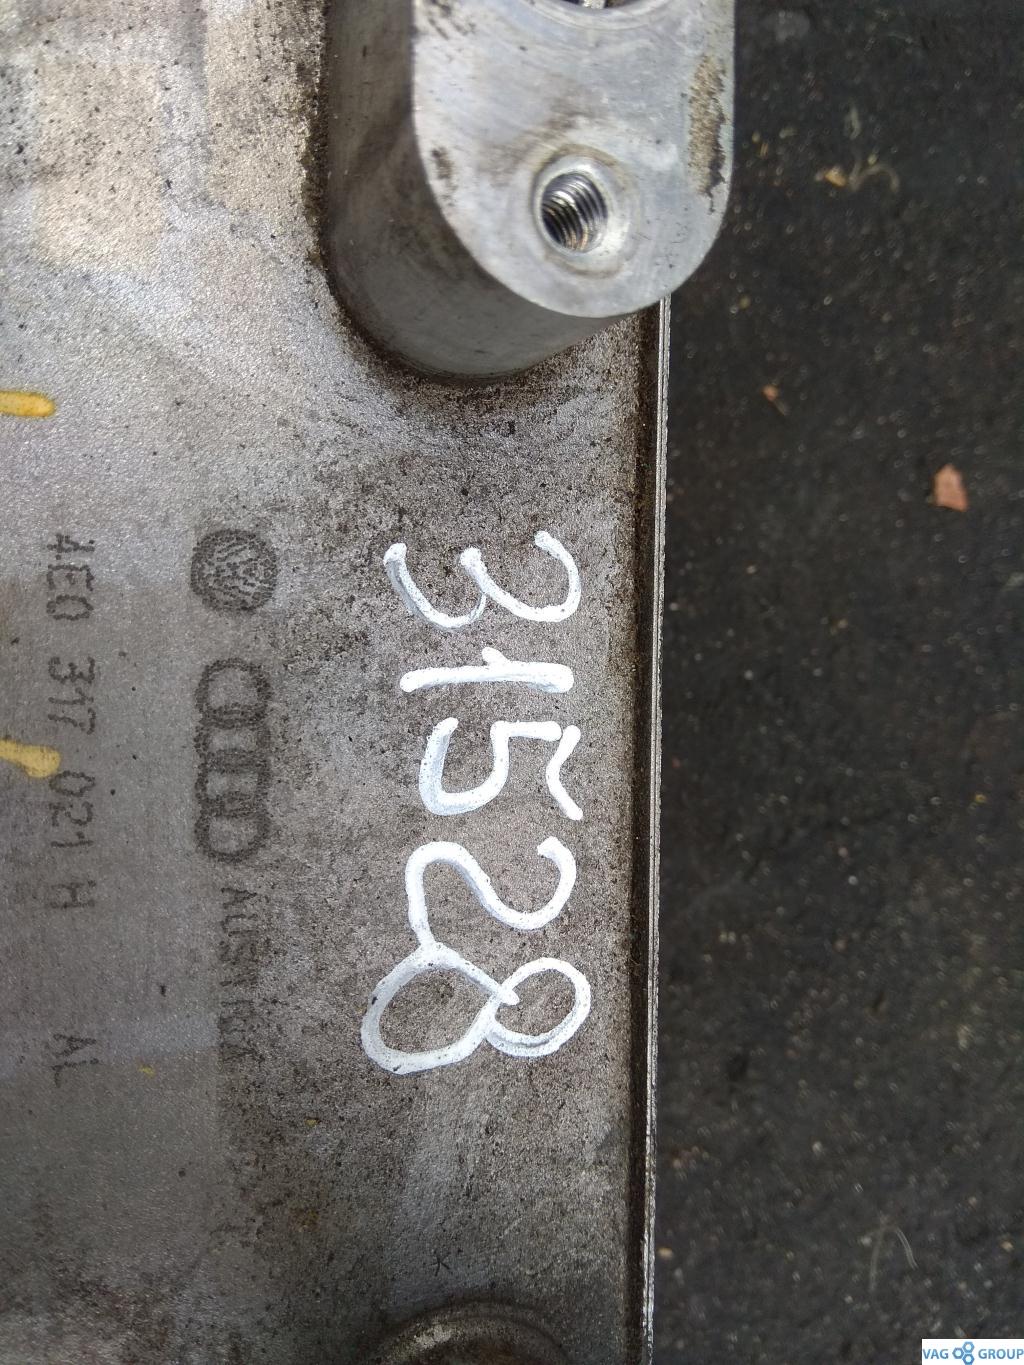 31528
AUSTRIA
4E0 317 021 H AL
VAG GROUP